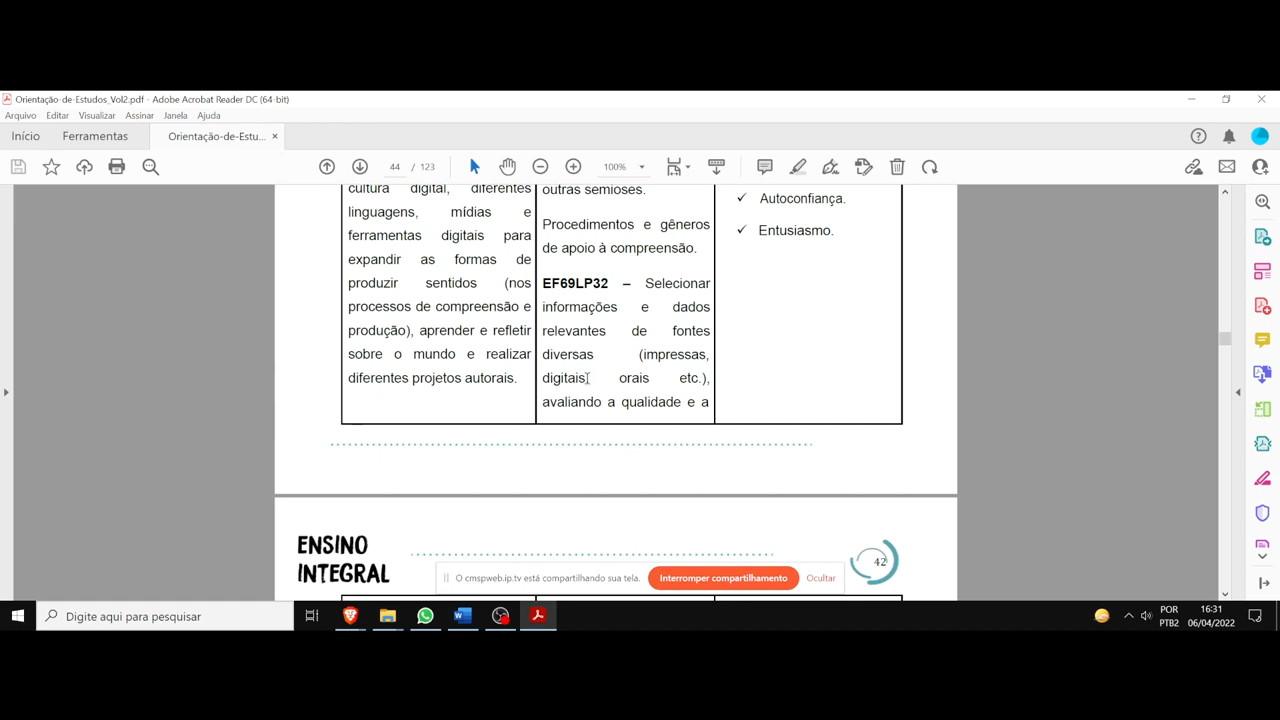 Orientação-de-Estudos_Vol2.pdf - Adobe Acrobat Reader DC (64-bit)
Arquivo Editar Visualizar Assinar Janela Ajuda
Início Ferramentas Orientação-de-Estu... ×
44 / 123 100%
cultura digital, diferentes
linguagens, mídias e
ferramentas digitais para
expandir as formas de
produzir sentidos (nos
processos de compreensão e
produção), aprender e refletir
sobre o mundo e realizar
diferentes projetos autorais.
outras semioses.
Procedimentos e gêneros
de apoio à compreensão.
EF69LP32 – Selecionar
informações e dados
relevantes de fontes
diversas (impressas,
digitais, orais etc.),
avaliando a qualidade e a
✓ Autoconfiança.
✓ Entusiasmo.
ENSINO
INTEGRAL
42
O cmspweb.ip.tv está compartilhando sua tela. Interromper compartilhamento Ocultar
Digite aqui para pesquisar
POR
PTB2
16:31
06/04/2022